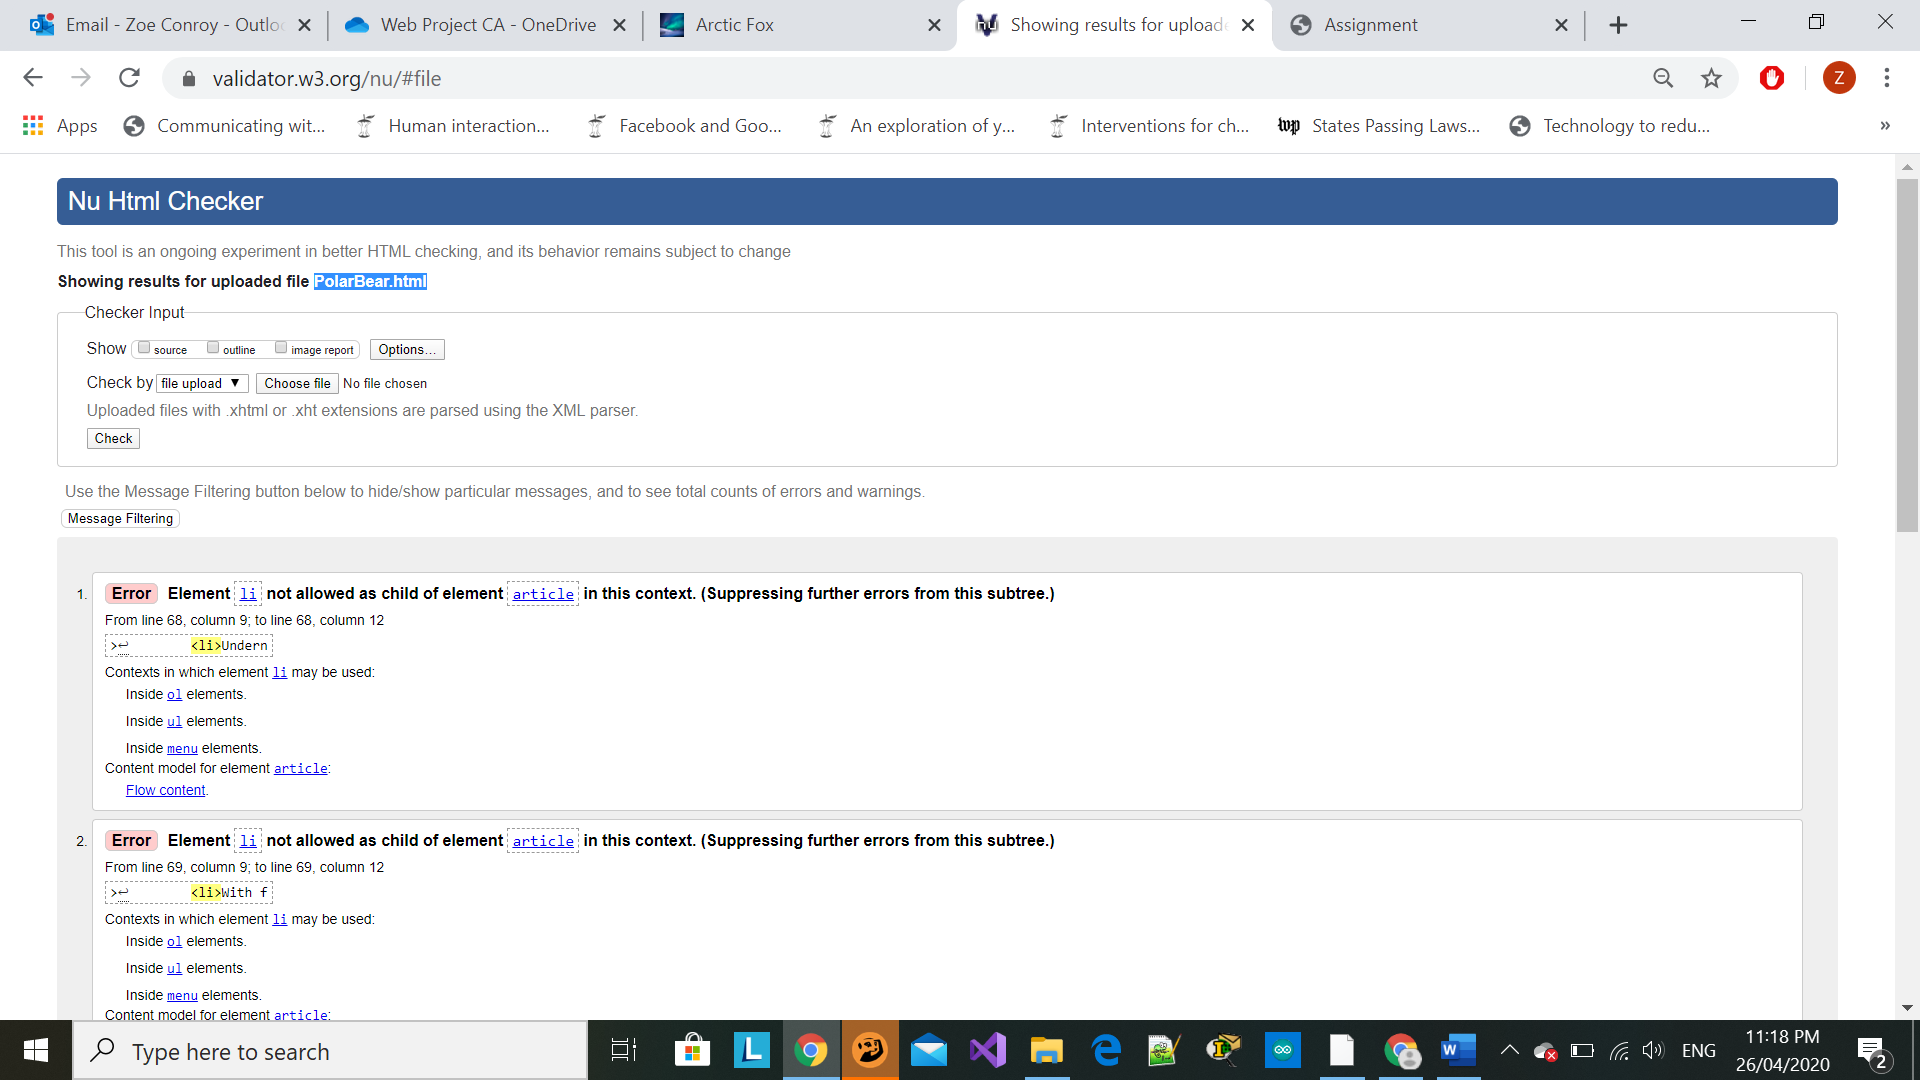 Email - Zoe Conroy - Outlo
Web Project CA - OneDrive
Arctic Fox
Showing results for uploade
Assignment
validator.w3.org/nu/#file
Z
Apps
Communicating wit...
Human interaction...
Facebook and Goo...
An exploration of y...
Interventions for ch...
wp States Passing Laws...
Technology to redu...
»
Nu Html Checker
This tool is an ongoing experiment in better HTML checking, and its behavior remains subject to change
Showing results for uploaded file PolarBear.html
Checker Input
Show source outline image report Options...
Check by file upload ▼ Choose file No file chosen
Uploaded files with .xhtml or .xht extensions are parsed using the XML parser.
Check
Use the Message Filtering button below to hide/show particular messages, and to see total counts of errors and warnings.
Message Filtering
1. Error Element li not allowed as child of element article in this context. (Suppressing further errors from this subtree.)
From line 68, column 9; to line 68, column 12
>↩ <li>Undern
Contexts in which element li may be used:
Inside ol elements.
Inside ul elements.
Inside menu elements.
Content model for element article:
Flow content.
2. Error Element li not allowed as child of element article in this context. (Suppressing further errors from this subtree.)
From line 69, column 9; to line 69, column 12
>↩ <li>With f
Contexts in which element li may be used:
Inside ol elements.
Inside ul elements.
Inside menu elements.
Content model for element article:
Type here to search
L
W
ENG
11:18 PM
26/04/2020
2